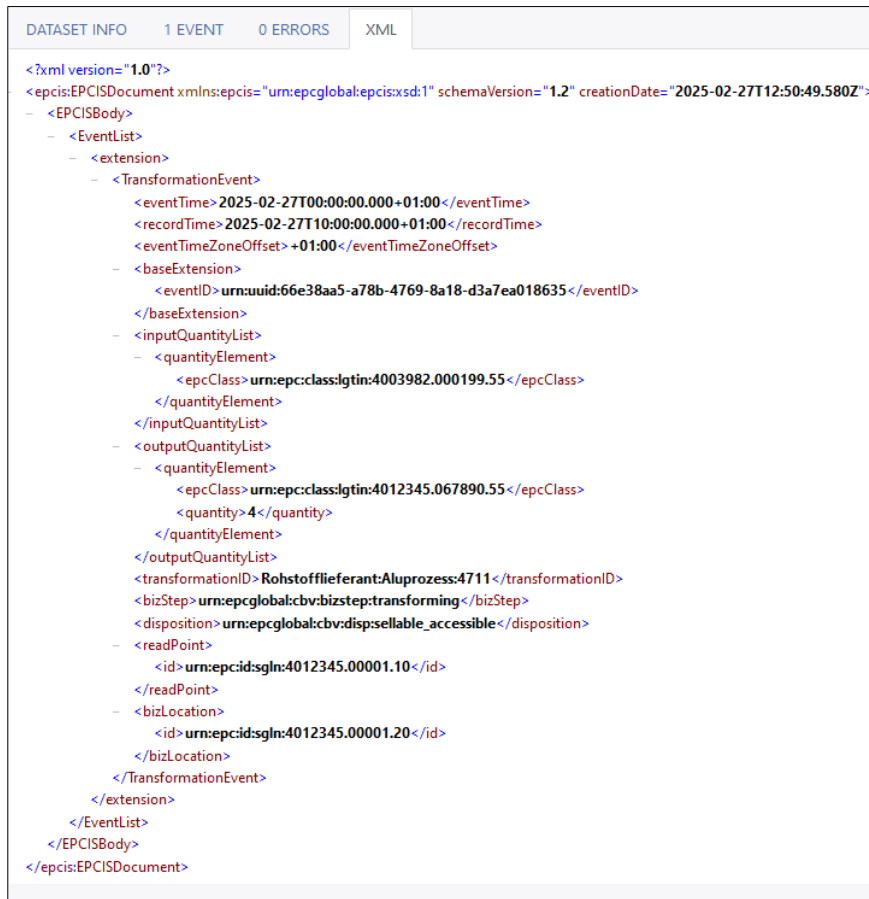 DATASET INFO 1 EVENT 0 ERRORS XML
<?xml version="1.0"?>
– <epcis:EPCISDocument xmlns:epcis="urn:epcglobal:epcis:xsd:1" schemaVersion="1.2" creationDate="2025-02-27T12:50:49.580Z">
– <EPCISBody>
– <EventList>
– <extension>
– <TransformationEvent>
<eventTime>2025-02-27T00:00:00.000+01:00</eventTime>
<recordTime>2025-02-27T10:00:00.000+01:00</recordTime>
<eventTimeZoneOffset>+01:00</eventTimeZoneOffset>
– <baseExtension>
<eventID>urn:uuid:66e38aa5-a78b-4769-8a18-d3a7ea018635</eventID>
</baseExtension>
– <inputQuantityList>
– <quantityElement>
<epcClass>urn:epc:class:lgtin:4003982.000199.55</epcClass>
</quantityElement>
</inputQuantityList>
– <outputQuantityList>
– <quantityElement>
<epcClass>urn:epc:class:lgtin:4012345.067890.55</epcClass>
<quantity>4</quantity>
</quantityElement>
</outputQuantityList>
<transformationID>Rohstofflieferant:Aluprozess:4711</transformationID>
<bizStep>urn:epcglobal:cbv:bizstep:transforming</bizStep>
<disposition>urn:epcglobal:cbv:disp:sellable_accessible</disposition>
– <readPoint>
<id>urn:epc:id:sgln:4012345.00001.10</id>
</readPoint>
– <bizLocation>
<id>urn:epc:id:sgln:4012345.00001.20</id>
</bizLocation>
</TransformationEvent>
</extension>
</EventList>
</EPCISBody>
</epcis:EPCISDocument>